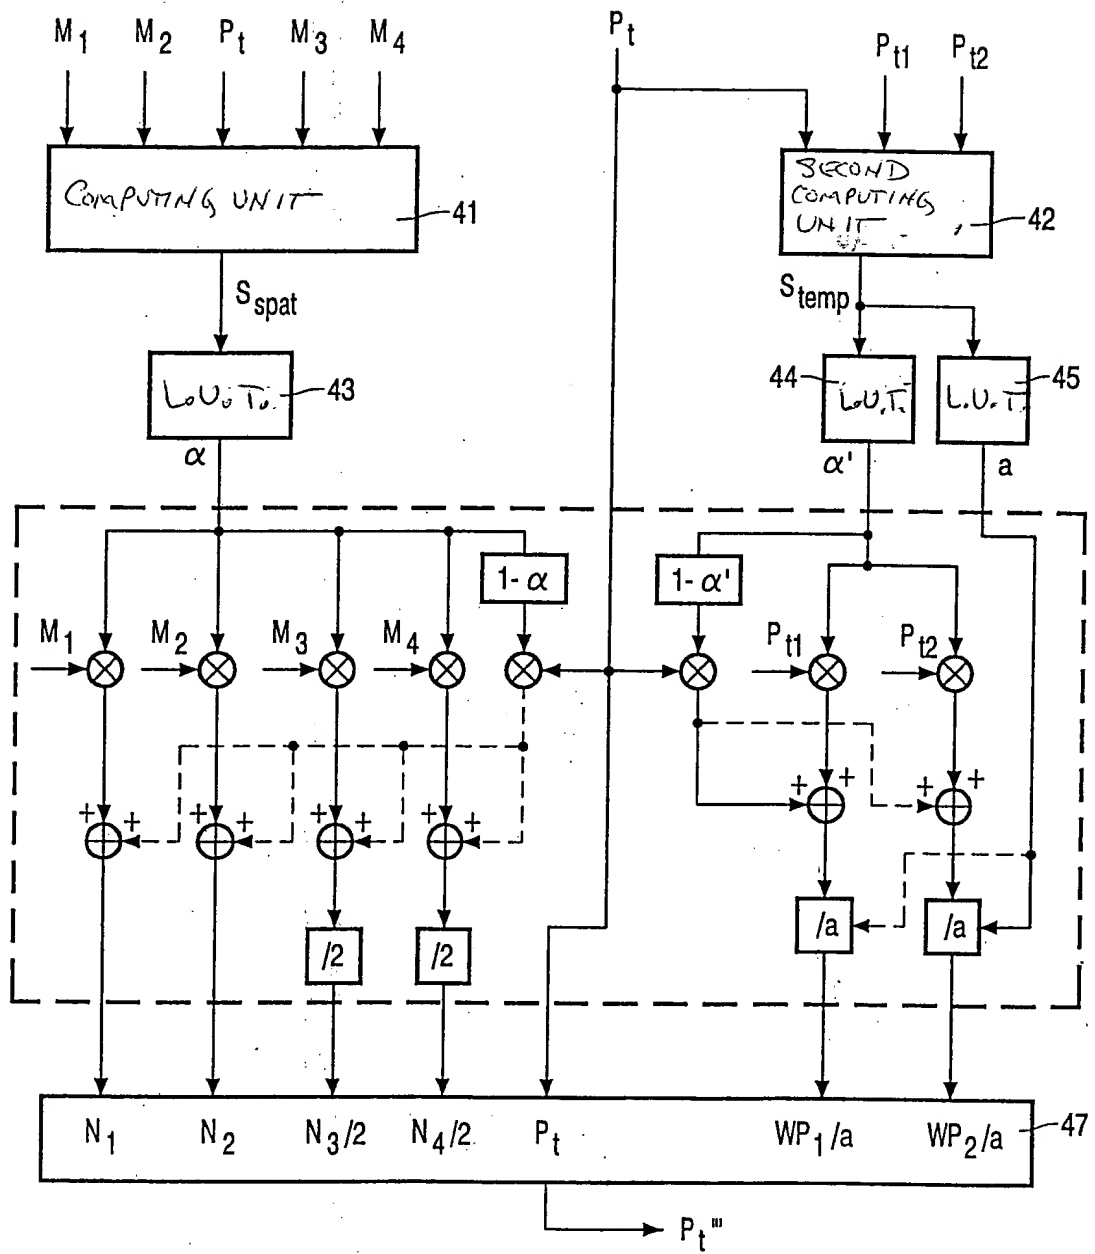 M1 M2 Pt M3 M4
Pt
Pt1 Pt2
COMPUTING UNIT
41
SECOND
COMPUTING
UNIT
42
Sspat
Stemp
L.U.T.
43
44
L.U.T.
L.U.T.
45
α
α'
a
1- α
1- α'
M1 M2 M3 M4
Pt1 Pt2
+ +
+ +
+ + + + + + + +
/a /a
/2 /2
N1 N2 N3/2 N4/2 Pt WP1/a WP2/a
47
Pt'''